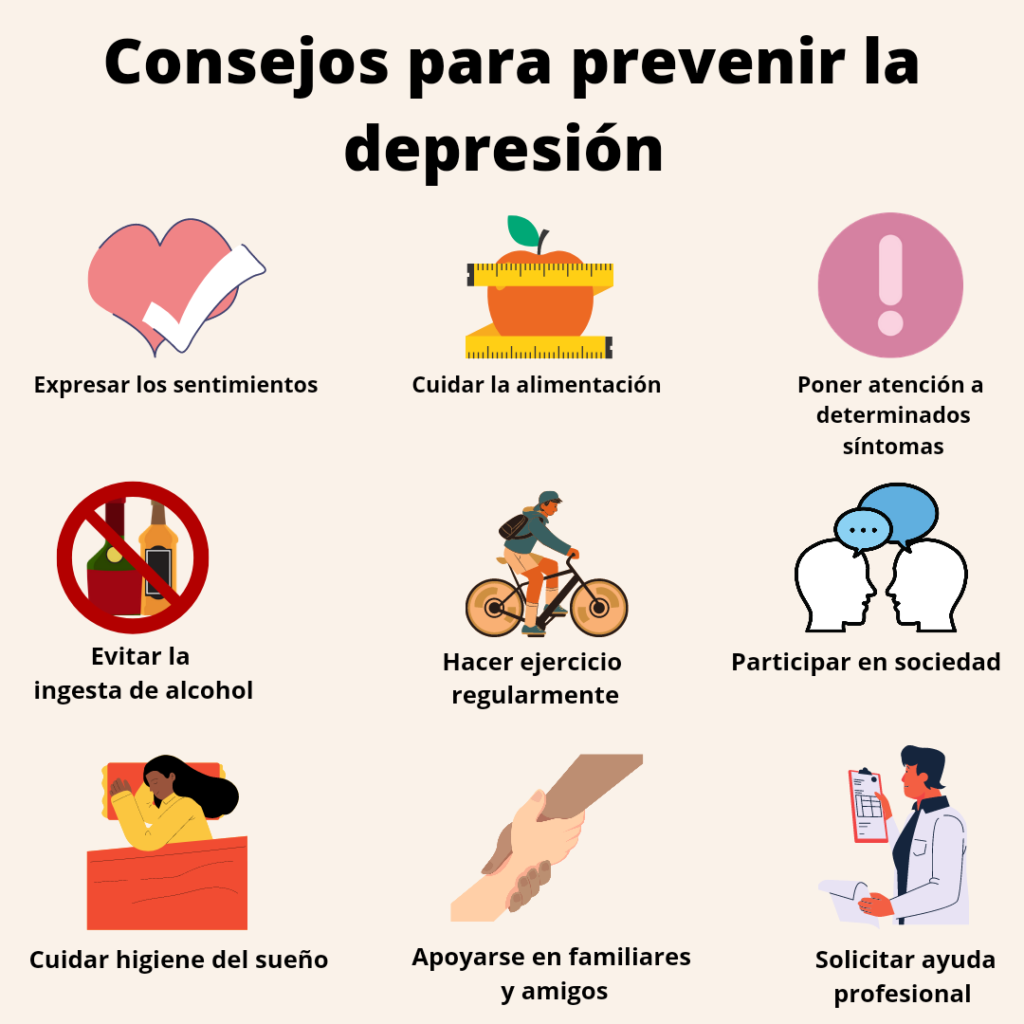 Consejos para prevenir la
depresión
Expresar los sentimientos
Cuidar la alimentación
Poner atención a
determinados
síntomas
Evitar la
ingesta de alcohol
Hacer ejercicio
regularmente
Participar en sociedad
Cuidar higiene del sueño
Apoyarse en familiares
y amigos
Solicitar ayuda
profesional